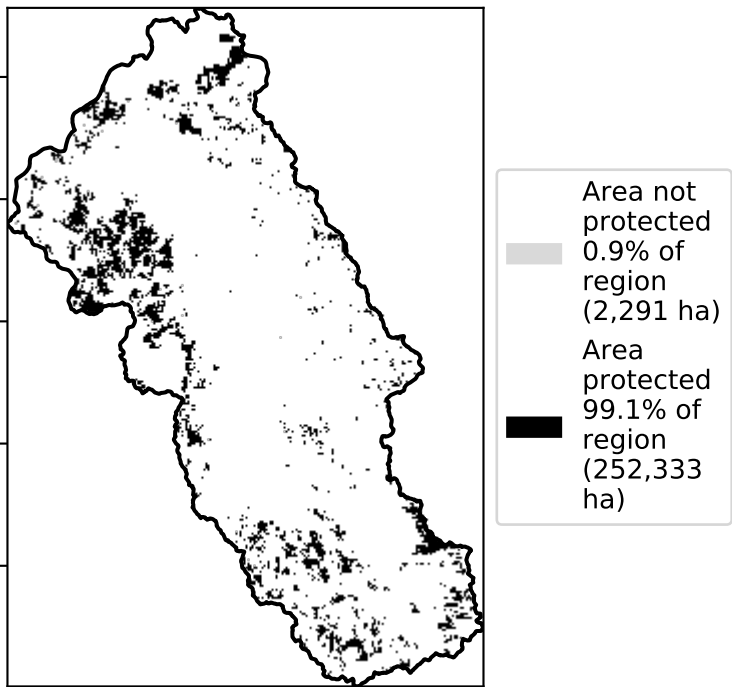 Area not
protected
0.9% of
region
(2,291 ha)
Area
protected
99.1% of
region
(252,333
ha)